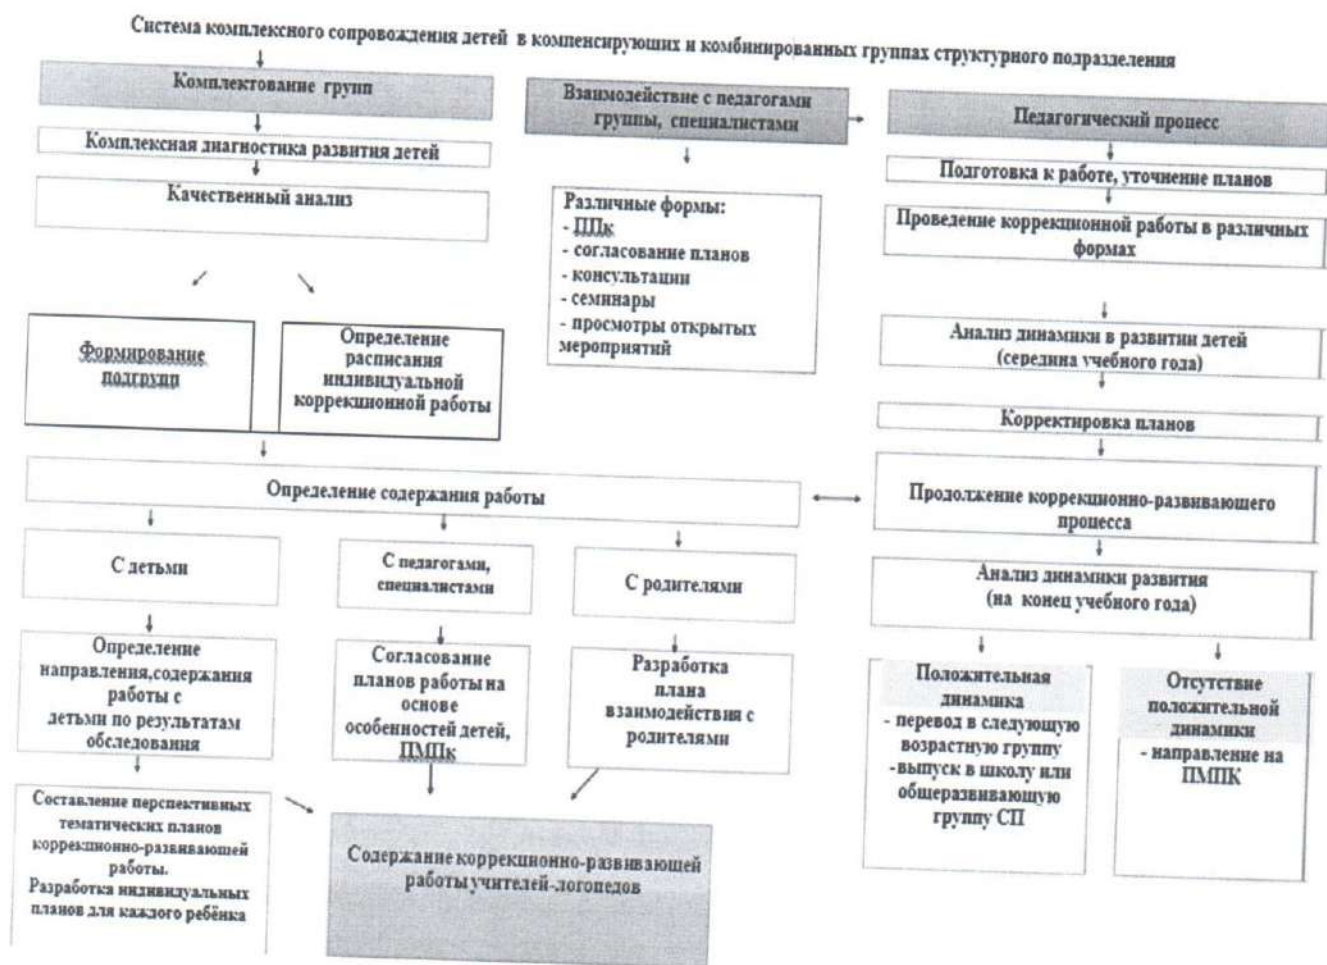 Система комплексного сопровождения детей в компенсирующих и комбинированных группах структурного подразделения
Комплектование групп
Комплексная диагностика развития детей
Качественный анализ
Формирование
подгрупп
Определение
расписания
индивидуальной
коррекционной работы
Взаимодействие с педагогами
группы, специалистами
Различные формы:
- ППк
- согласование планов
- консультации
- семинары
- просмотры открытых
мероприятий
Педагогический процесс
Подготовка к работе, уточнение планов
Проведение коррекционной работы в различных
формах
Анализ динамики в развитии детей
(середина учебного года)
Корректировка планов
Продолжение коррекционно-развивающего
процесса
Анализ динамики развития
(на конец учебного года)
Положительная
динамика
- перевод в следующую
возрастную группу
-выпуск в школу или
общеразвивающую
группу СП
Отсутствие
положительной
динамики
- направление на
ПМПК
Определение содержания работы
С детьми
С педагогами,
специалистами
С родителями
Определение
направления,содержания
работы с
детьми по результатам
обследования
Согласование
планов работы на
основе
особенностей детей,
ПМПк
Разработка
плана
взаимодействия с
родителями
Составление перспективных
тематических планов
коррекционно-развивающей
работы.
Разработка индивидуальных
планов для каждого ребёнка
Содержание коррекционно-развивающей
работы учителей-логопедов